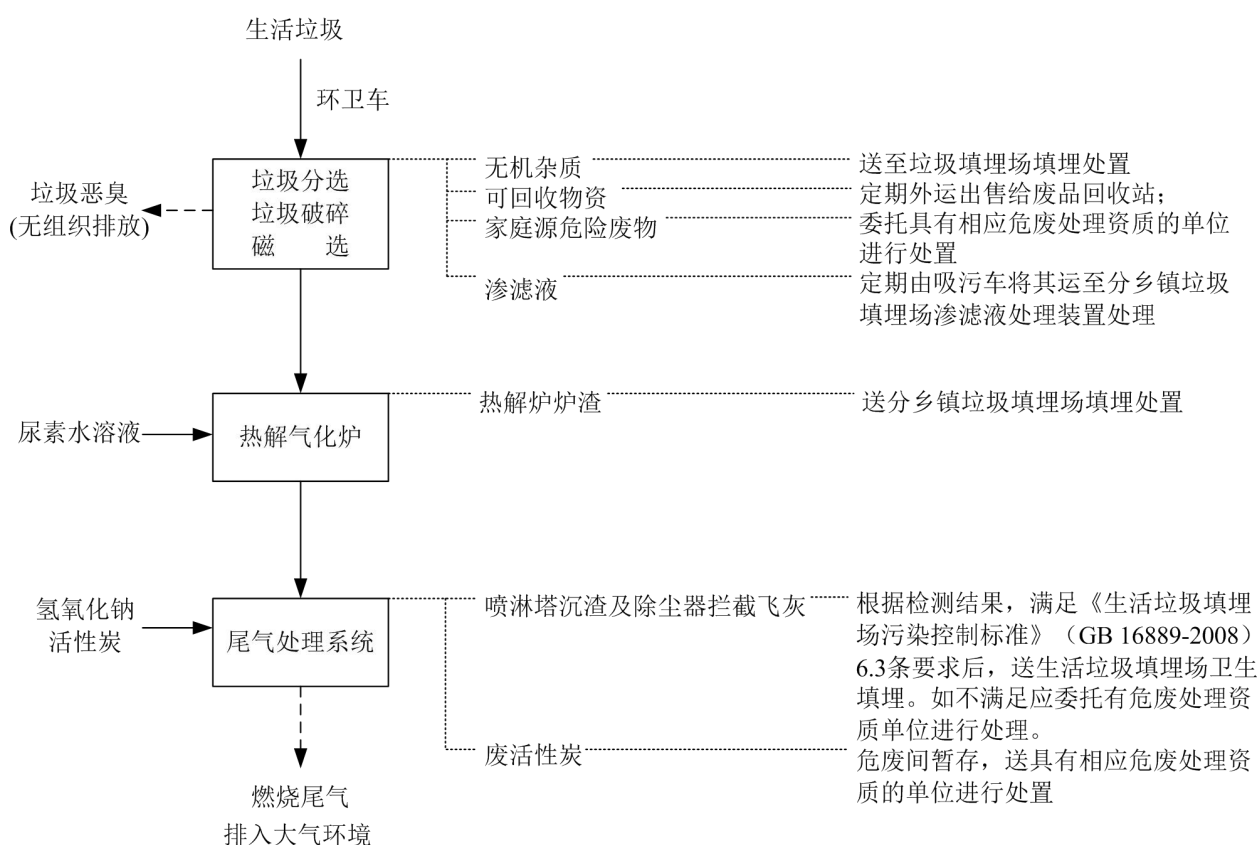 生活垃圾
环卫车
垃圾分选
垃圾破碎
磁 选
垃圾恶臭
(无组织排放)
无机杂质
送至垃圾填埋场填埋处置
可回收物资
定期外运出售给废品回收站；
家庭源危险废物
委托具有相应危废处理资质的单位
进行处置
渗滤液
定期由吸污车将其运至分乡镇垃圾
填埋场渗滤液处理装置处理
尿素水溶液
热解气化炉
热解炉炉渣
送分乡镇垃圾填埋场填埋处置
氢氧化钠
活性炭
尾气处理系统
喷淋塔沉渣及除尘器拦截飞灰
根据检测结果，满足《生活垃圾填埋
场污染控制标准》（GB 16889-2008）
6.3条要求后，送生活垃圾填埋场卫生
填埋。如不满足应委托有危废处理资
质单位进行处理。
废活性炭
危废间暂存，送具有相应危废处理资
质的单位进行处置
燃烧尾气
排入大气环境